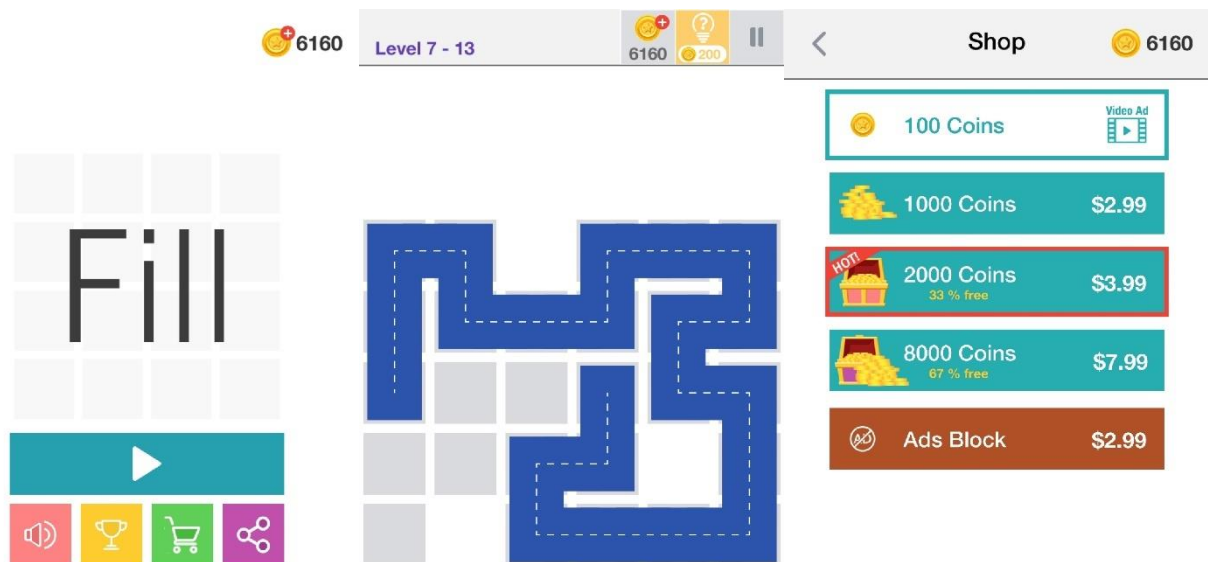 6160
Fill
Level 7 - 13
6160
200
Shop
6160
100 Coins
Video Ad
1000 Coins
$2.99
HOT!
2000 Coins
33 % free
$3.99
8000 Coins
67 % free
$7.99
AD
Ads Block
$2.99